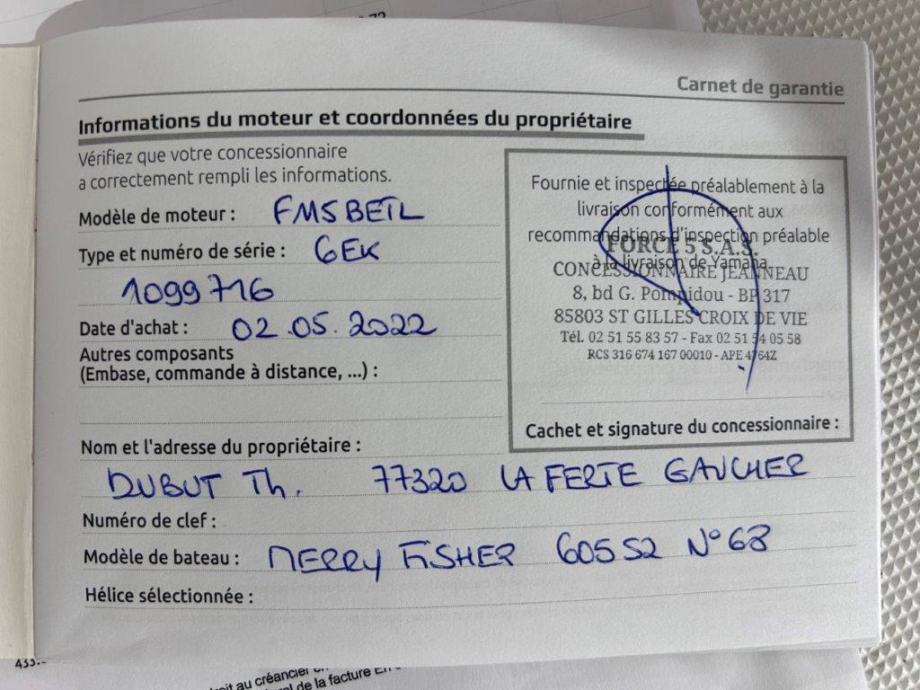 Carnet de garantie
Informations du moteur et coordonnées du propriétaire
Vérifiez que votre concessionnaire
a correctement rempli les informations.
Modèle de moteur : FM5BETL
Type et numéro de série : 6EK
1099716
Date d'achat : 02.05.2022
Autres composants
(Embase, commande à distance, ...) :
Fournie et inspectée préalablement à la
livraison conformément aux
recommandations d'inspection préalable
à la livraison de Yamaha
FORCE 5 S.A.S.
CONCESSIONNAIRE JEANNEAU
8, bd G. Pompidou - BP 317
85803 ST GILLES CROIX DE VIE
Tél. 02 51 55 83 57 - Fax 02 51 54 05 58
RCS 316 674 167 00010 - APE 4764Z
Cachet et signature du concessionnaire :
Nom et l'adresse du propriétaire :
DUBUT Th. 77320 LA FERTE GAUCHER
Numéro de clef :
Modèle de bateau : MERRY FISHER 605 S2 N°68
Hélice sélectionnée :
au créancier
de la facture